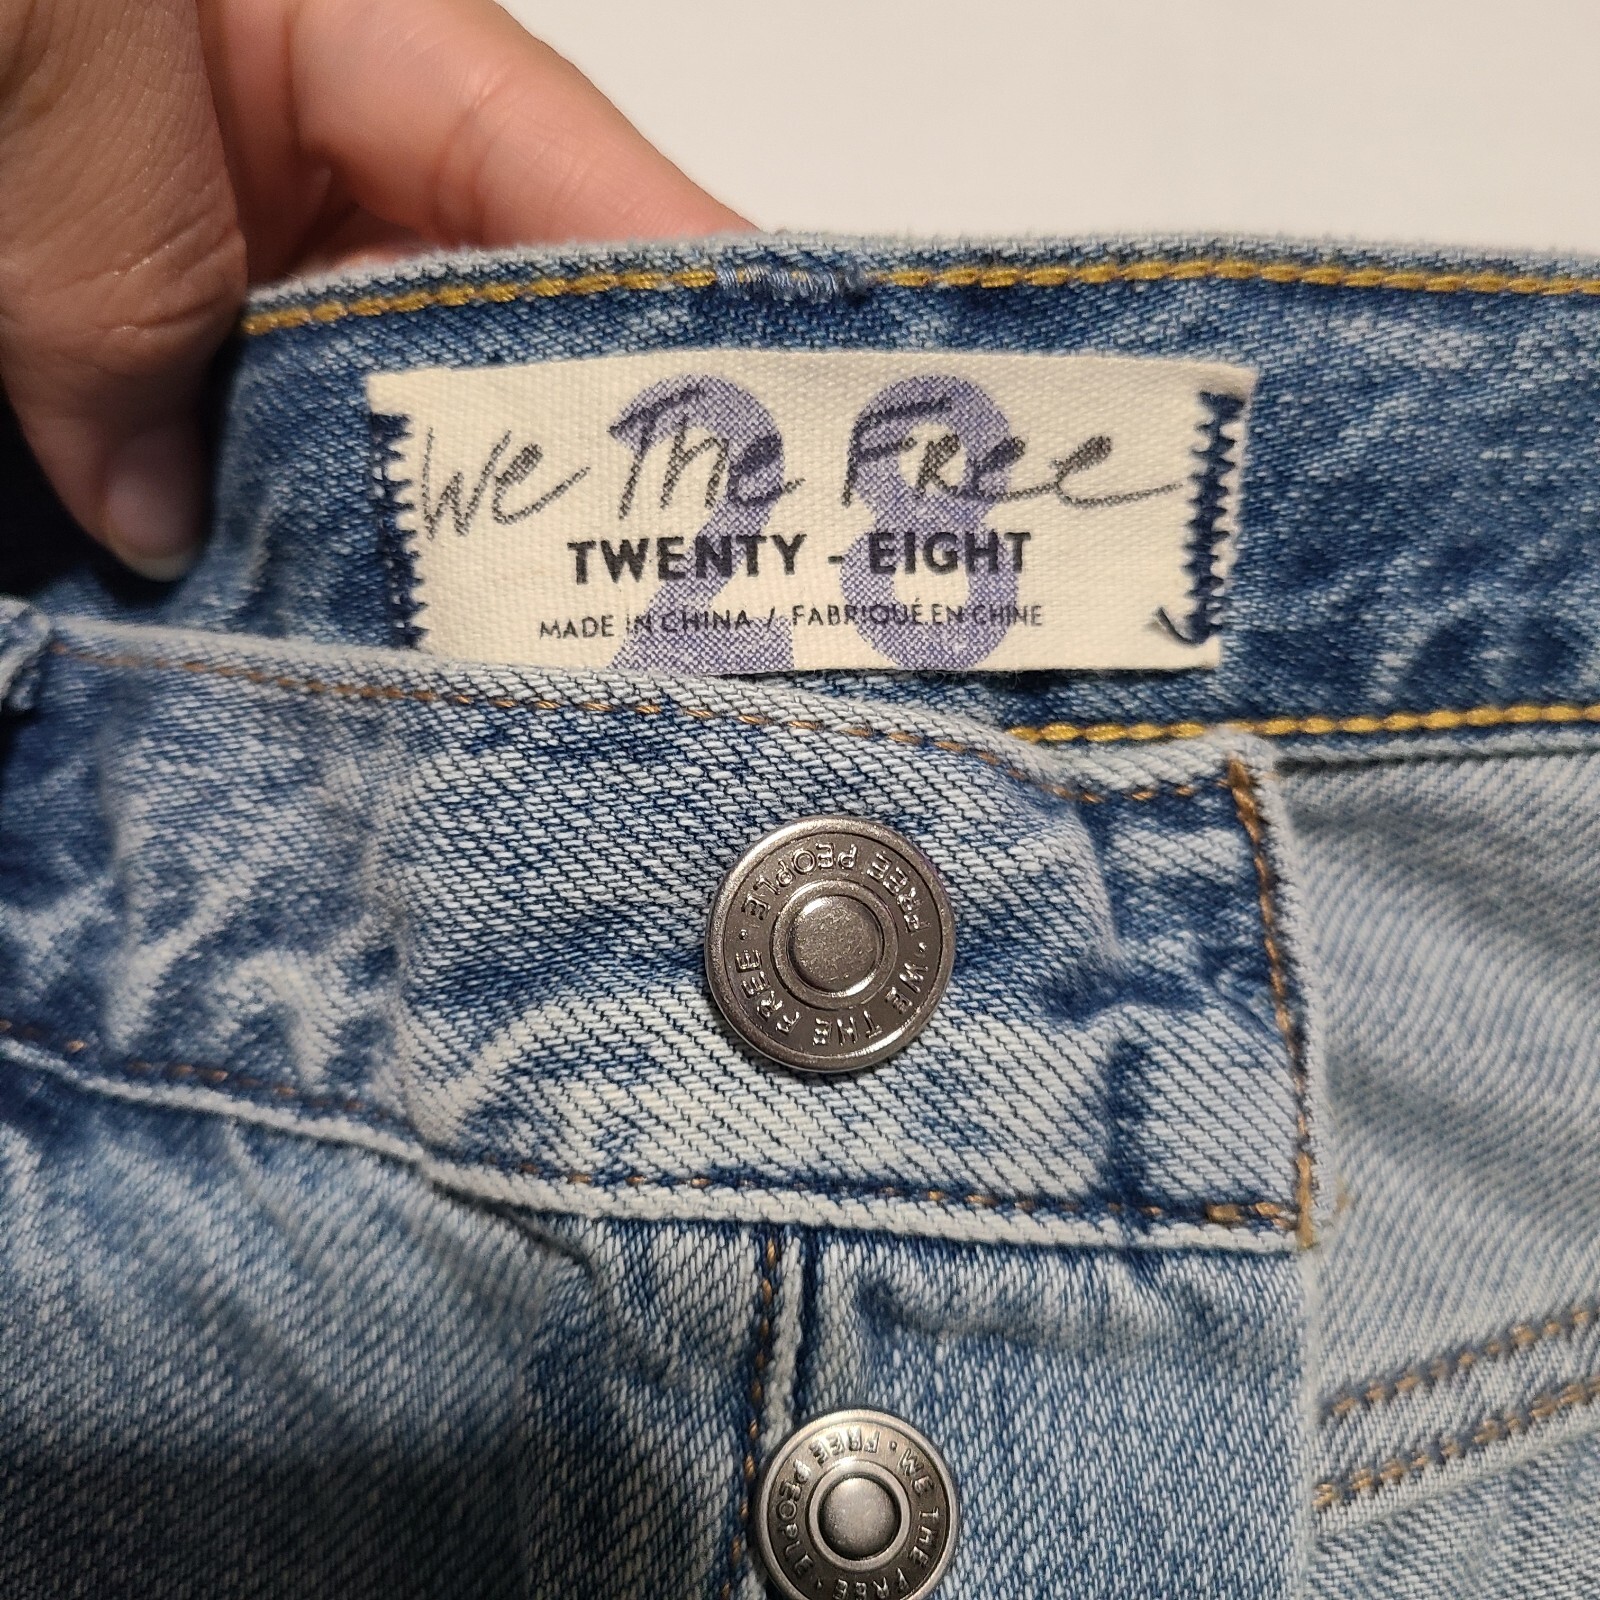 28
We The Free
TWENTY - EIGHT
MADE IN CHINA / FABRIQUÉ EN CHINE
FREE PEOPLE · WE THE FREE ·
FREE PEOPLE · WE THE FREE ·